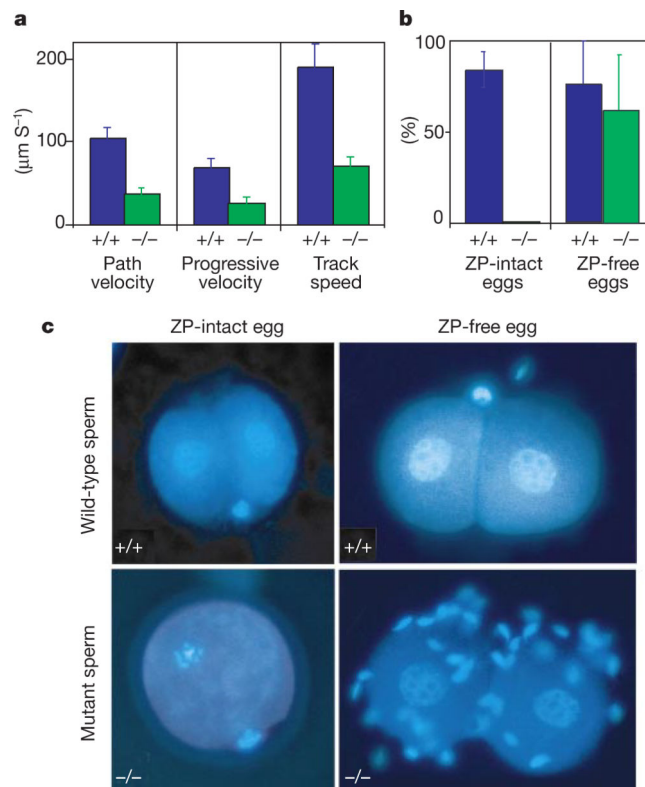 a
b
200
100
0
(μm S⁻¹)
+/+ −/− +/+ −/− +/+ −/−
Path velocity
Progressive velocity
Track speed
100
50
0
(%)
+/+ −/− +/+ −/−
ZP-intact eggs
ZP-free eggs
c
ZP-intact egg
ZP-free egg
Wild-type sperm
+/+
+/+
Mutant sperm
−/−
−/−